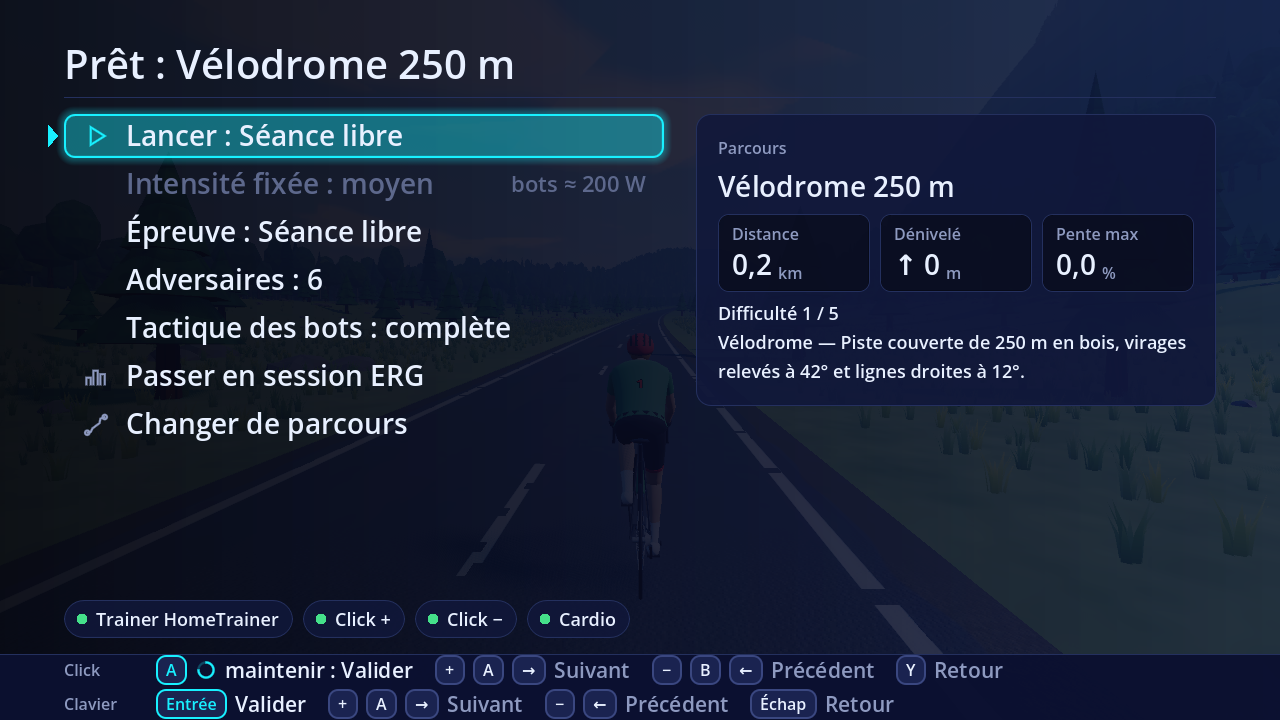 Prêt : Vélodrome 250 m
Lancer : Séance libre
Intensité fixée : moyen bots ≈ 200 W
Épreuve : Séance libre
Adversaires : 6
Tactique des bots : complète
Passer en session ERG
Changer de parcours
Parcours
Vélodrome 250 m
Distance Dénivelé Pente max
0,2 km ↑ 0 m 0,0 %
Difficulté 1 / 5
Vélodrome — Piste couverte de 250 m en bois, virages
relevés à 42° et lignes droites à 12°.
Trainer HomeTrainer Click + Click − Cardio
Click A maintenir : Valider + A → Suivant − B ← Précédent Y Retour
Clavier Entrée Valider + A → Suivant − ← Précédent Échap Retour